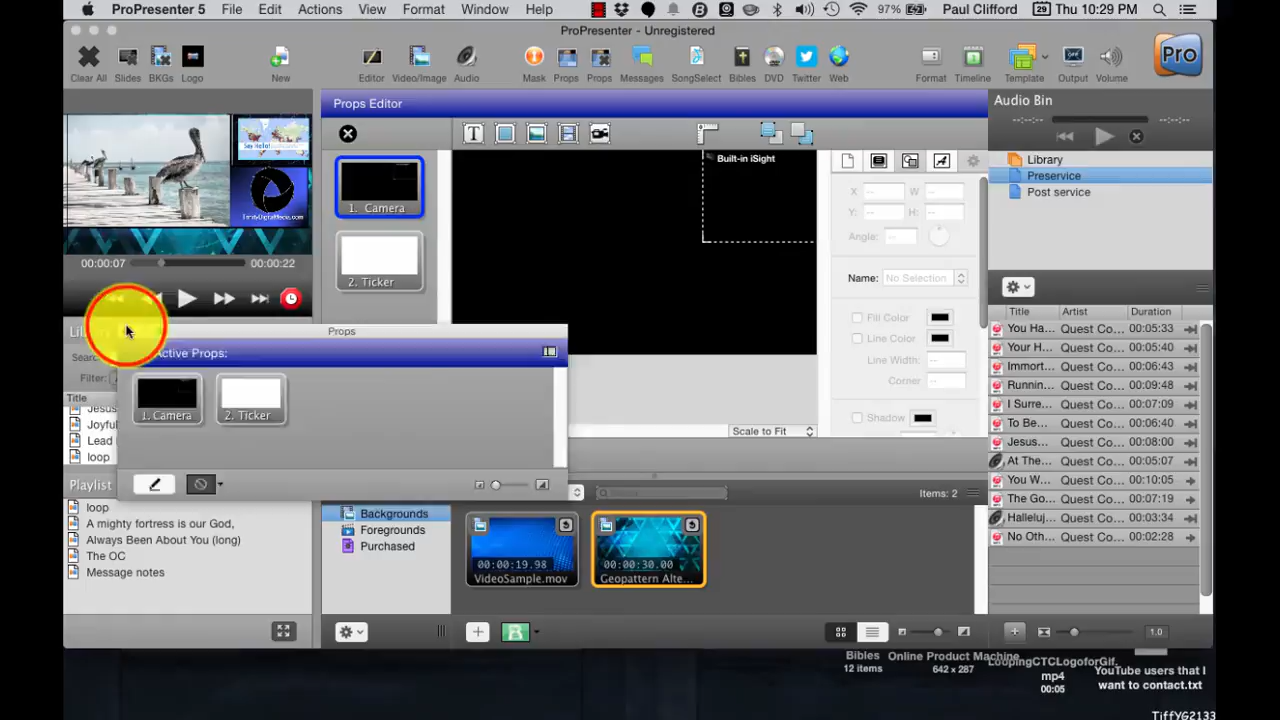 ProPresenter 5 File Edit Actions View Format Window Help 97% Paul Clifford 29 Thu 10:29 PM
ProPresenter - Unregistered
Clear All Slides BKGs Logo New Editor Video/Image Audio Mask Props Props Messages SongSelect Bibles DVD Twitter Web Format Timeline Template Output Volume Pro
Props Editor
Audio Bin
--:--:-- --:--:--
T
Built-in iSight
Library
Preservice
Post service
1. Camera
2. Ticker
TrinityDigitalMedia.com
X -- W --
Y: -- H: --
Angle: --
Name: No Selection
Fill Color
Line Color
Line Width: --
Corner --
Shadow
00:00:07 00:00:22
Props
Active Props:
1. Camera 2. Ticker
Filter:
Title
Joyful
Lead
loop
Scale to Fit
Title Artist Duration
You Ha... Quest Co... 00:05:33
Your H... Quest Co... 00:05:40
Immort... Quest Co... 00:06:43
Runnin... Quest Co... 00:09:48
I Surre... Quest Co... 00:07:09
To Be... Quest Co... 00:06:40
Jesus... Quest Co... 00:08:00
At The... Quest Co... 00:05:07
You W... Quest Co... 00:10:05
The Go... Quest Co... 00:07:19
Halleluj... Quest Co... 00:03:34
No Oth... Quest Co... 00:02:28
Playlist
loop
A mighty fortress is our God,
Always Been About You (long)
The OC
Message notes
Items: 2
Backgrounds
Foregrounds
Purchased
00:00:19.98
VideoSample.mov
00:00:30.00
Geopattern Alte...
1.0
Bibles
12 items
Online Product Machine
642 x 287
LoopingCTCLogoforGif.
mp4
00:05
YouTube users that I
want to contact.txt
TiffYG2133